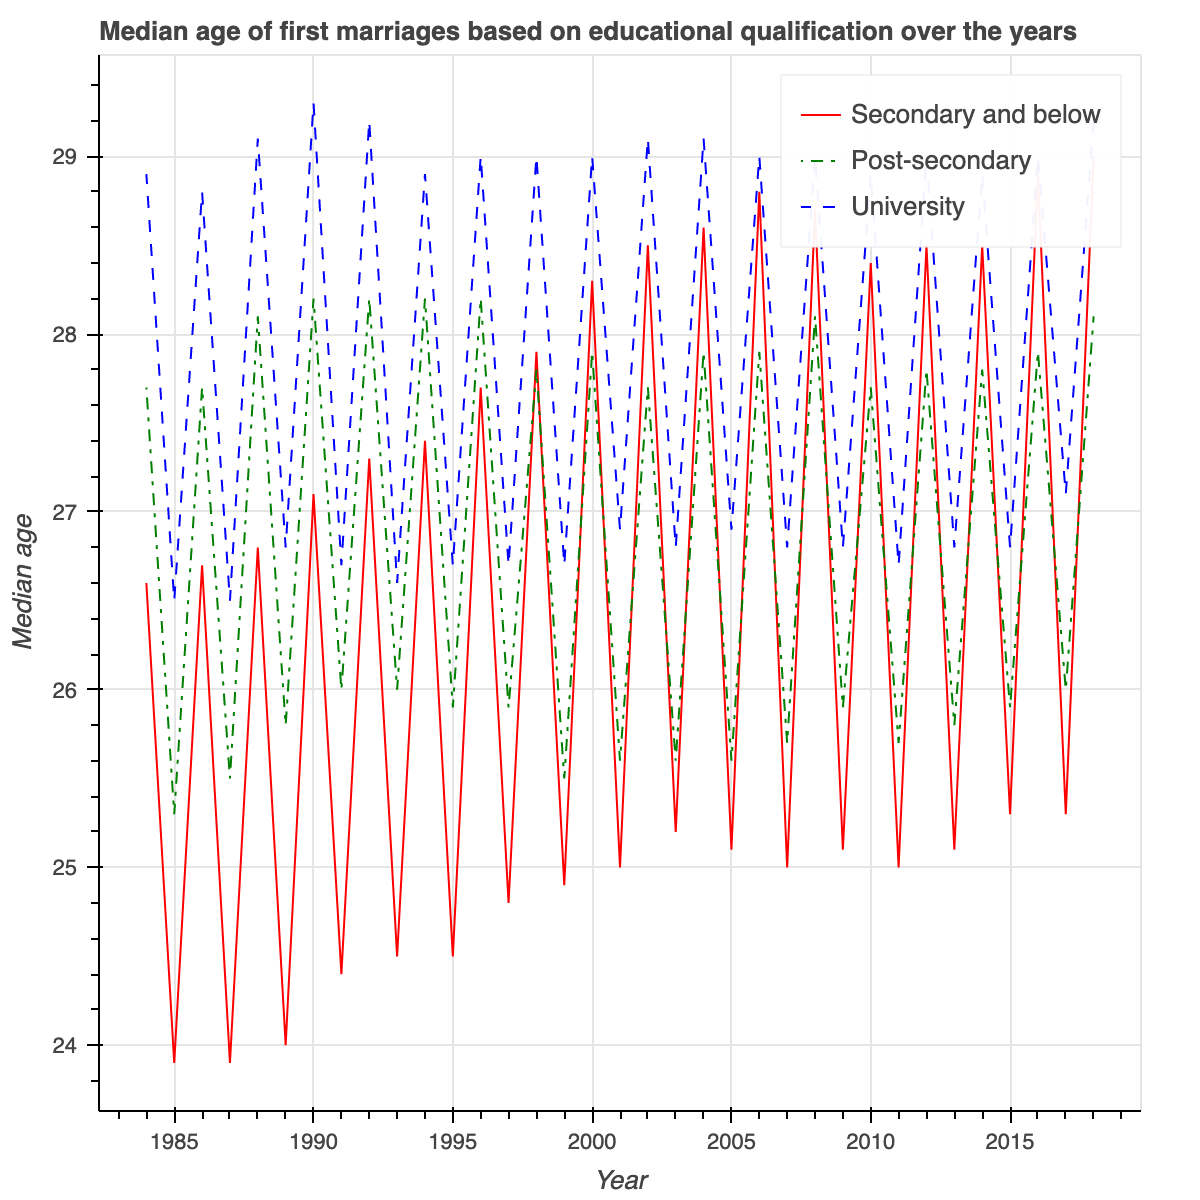 Median age of first marriages based on educational qualification over the years
Secondary and below
Post-secondary
University
29
28
27
26
25
24
Median age
1985 1990 1995 2000 2005 2010 2015
Year